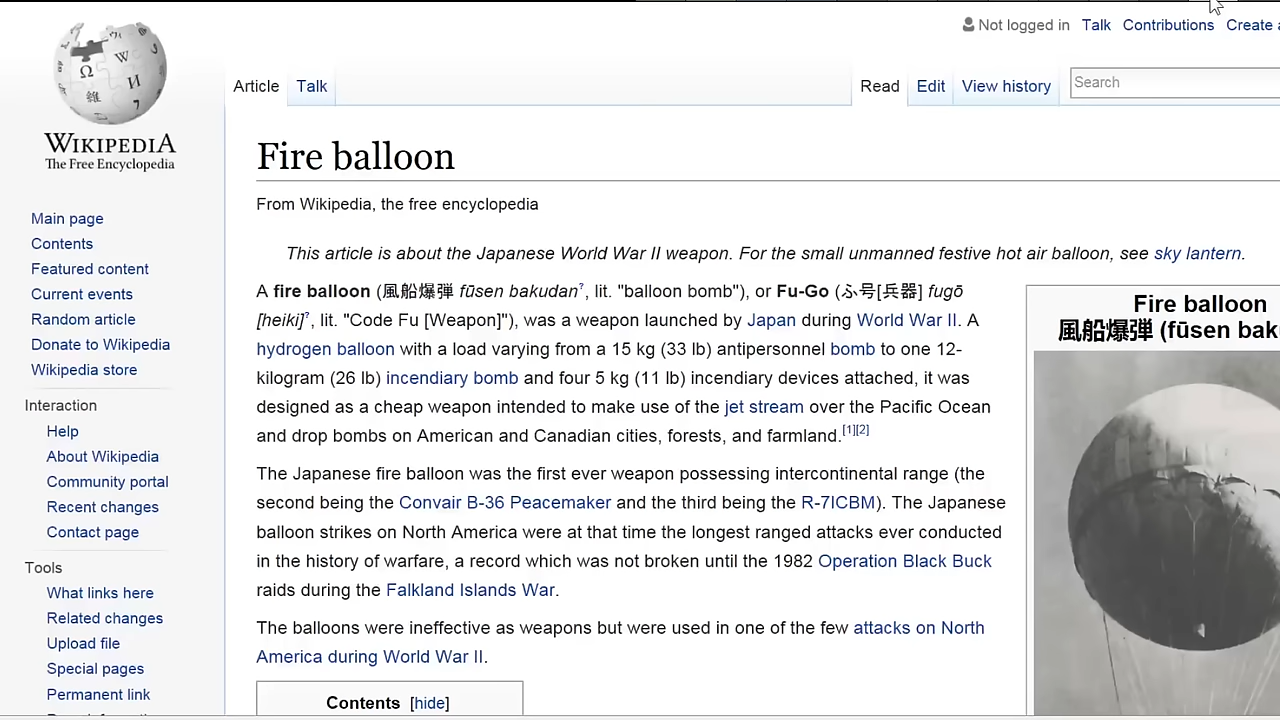 Not logged in Talk Contributions Create
Article Talk Read Edit View history Search
WIKIPEDIA
The Free Encyclopedia
Main page
Contents
Featured content
Current events
Random article
Donate to Wikipedia
Wikipedia store
Interaction
Help
About Wikipedia
Community portal
Recent changes
Contact page
Tools
What links here
Related changes
Upload file
Special pages
Permanent link
Fire balloon
From Wikipedia, the free encyclopedia
This article is about the Japanese World War II weapon. For the small unmanned festive hot air balloon, see sky lantern.
A fire balloon (風船爆弾 fūsen bakudan?, lit. "balloon bomb"), or Fu-Go (ふ号[兵器] fugō
[heiki]?, lit. "Code Fu [Weapon]"), was a weapon launched by Japan during World War II. A
hydrogen balloon with a load varying from a 15 kg (33 lb) antipersonnel bomb to one 12-
kilogram (26 lb) incendiary bomb and four 5 kg (11 lb) incendiary devices attached, it was
designed as a cheap weapon intended to make use of the jet stream over the Pacific Ocean
and drop bombs on American and Canadian cities, forests, and farmland.[1][2]
The Japanese fire balloon was the first ever weapon possessing intercontinental range (the
second being the Convair B-36 Peacemaker and the third being the R-7ICBM). The Japanese
balloon strikes on North America were at that time the longest ranged attacks ever conducted
in the history of warfare, a record which was not broken until the 1982 Operation Black Buck
raids during the Falkland Islands War.
The balloons were ineffective as weapons but were used in one of the few attacks on North
America during World War II.
Contents [hide]
Fire balloon
風船爆弾 (fūsen bak